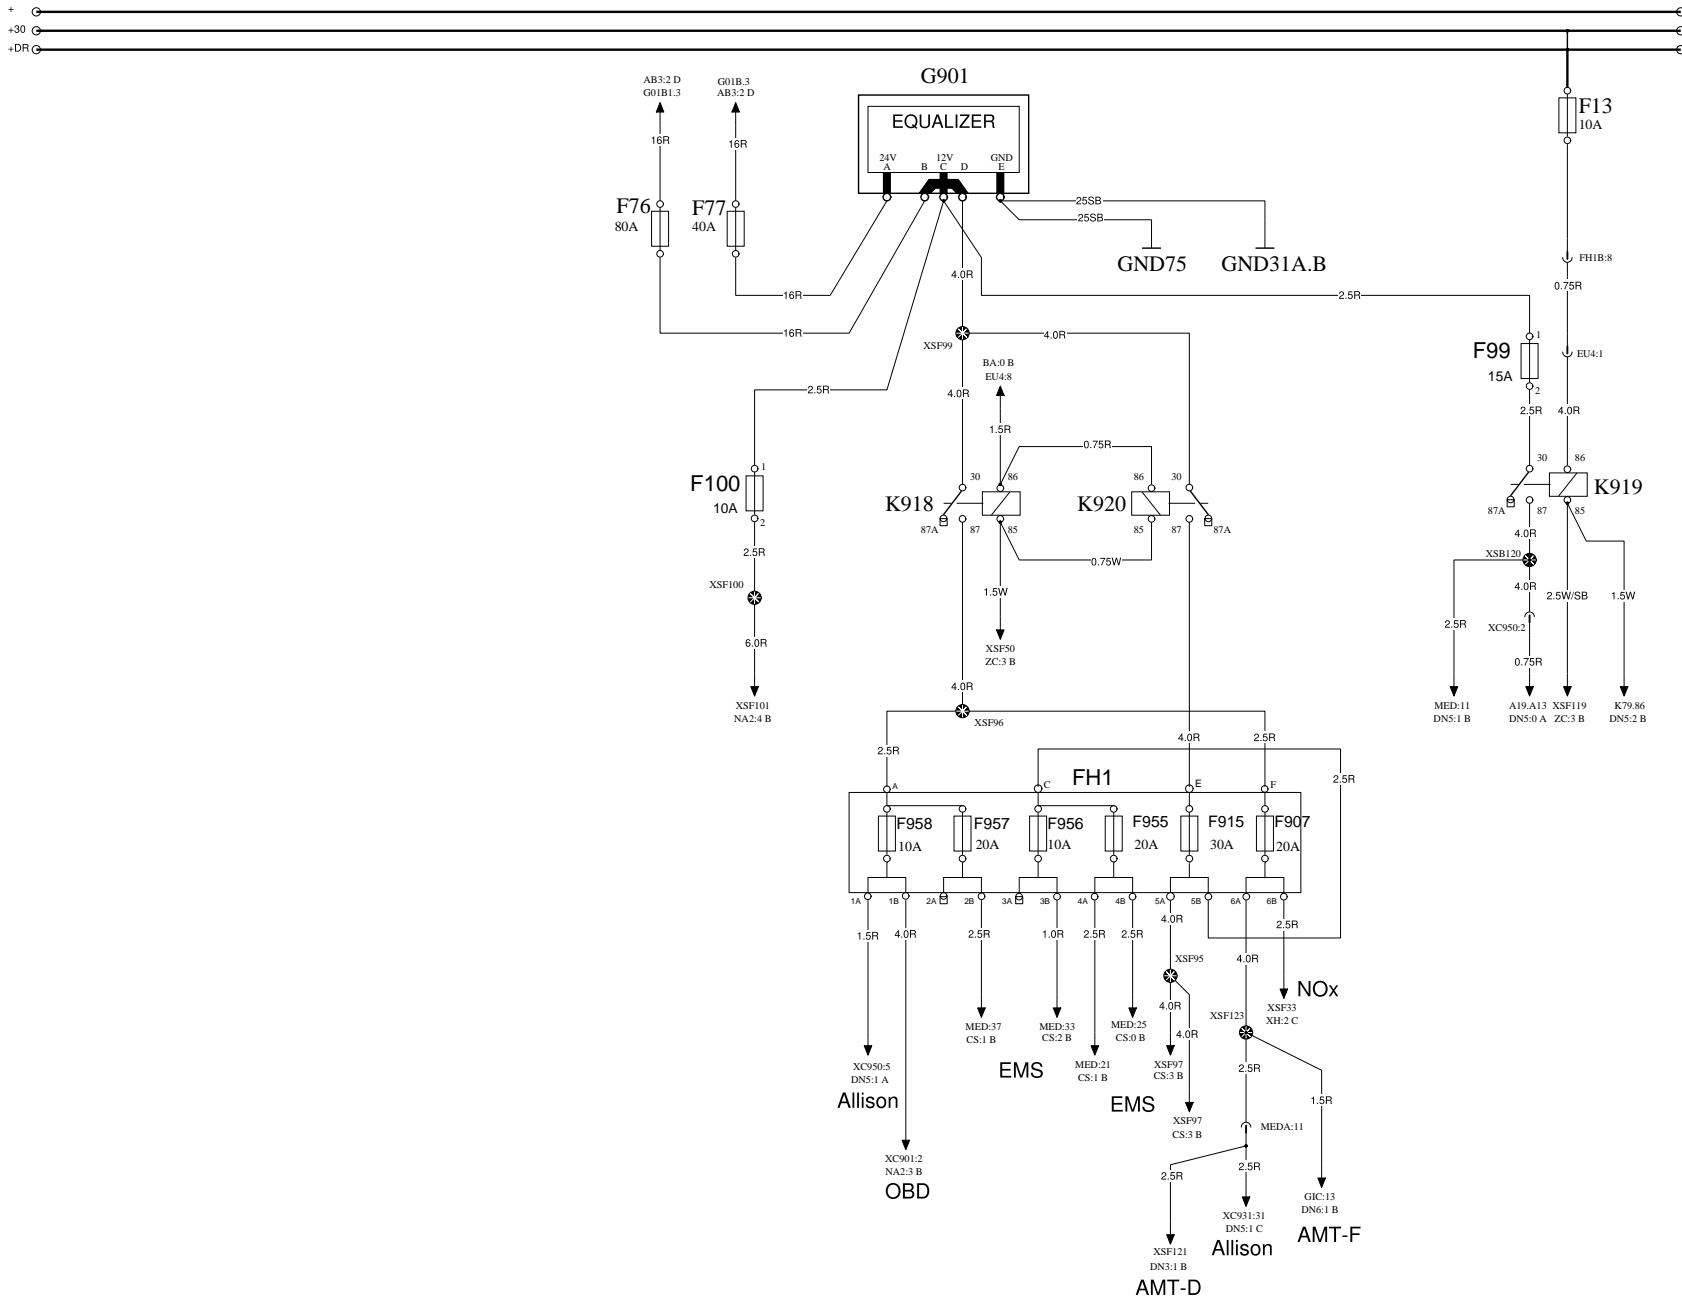 +
+30
+DR
G901
EQUALIZER
24V
12V
GND
A
B
C
D
E
AB3:2 D
G01B1.3
G01B.3
AB3:2 D
16R
16R
F76
80A
F77
40A
F13
10A
25SB
25SB
GND75
GND31A.B
FH1B:8
0.75R
4.0R
16R
2.5R
16R
XSF99
4.0R
1
F99
15A
2
EU4:1
BA:0 B
EU4:8
2.5R
4.0R
2.5R
4.0R
1.5R
0.75R
1
F100
10A
2
30
86
K918
87A
87
85
86
30
K920
85
87
87A
30
86
K919
87A
87
85
4.0R
2.5R
0.75W
XSB120
XSF100
1.5W
4.0R
2.5W/SB
1.5W
2.5R
XC950:2
6.0R
XSF50
ZC:3 B
0.75R
4.0R
XSF101
NA2:4 B
MED:11
DN5:1 B
A19.A13
DN5:0 A
XSF119
ZC:3 B
K79.86
DN5:2 B
XSF96
2.5R
4.0R
2.5R
FH1
2.5R
A
C
E
F
F958
10A
F957
20A
F956
10A
F955
20A
F915
30A
F907
20A
1A
1B
2A
2B
3A
3B
4A
4B
5A
5B
6A
6B
1.5R
4.0R
2.5R
1.0R
2.5R
2.5R
4.0R
2.5R
XSF95
4.0R
NOx
XSF33
XH:2 C
4.0R
4.0R
XSF123
MED:37
CS:1 B
MED:33
CS:2 B
MED:25
CS:0 B
XC950:5
DN5:1 A
Allison
EMS
MED:21
CS:1 B
XSF97
CS:3 B
EMS
2.5R
1.5R
XSF97
CS:3 B
MEDA:11
XC901:2
NA2:3 B
OBD
2.5R
2.5R
GIC:13
DN6:1 B
AMT-F
XC931:31
DN5:1 C
Allison
XSF121
DN3:1 B
AMT-D